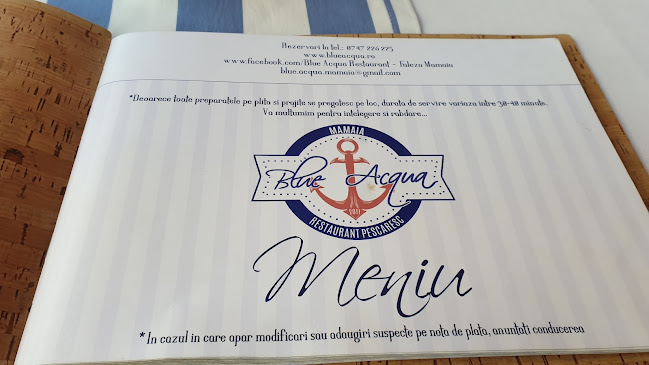 Rezervari la tel.: 0747 226 225
www.blueacqua.ro
www.facebook.com/Blue Acqua Restaurant - Faleza Mamaia
blue.acqua.mamaia@gmail.com
*Deoarece toate preparatele pe plita si prajite se pregatesc pe loc, durata de servire variaza intre 30-40 minute.
Va multumim pentru intelegere si rabdare...
MAMAIA
Blue Acqua
2011
RESTAURANT PESCARESC
Meniu
*In cazul in care apar modificari sau adaugiri suspecte pe nota de plata, anuntati conducerea